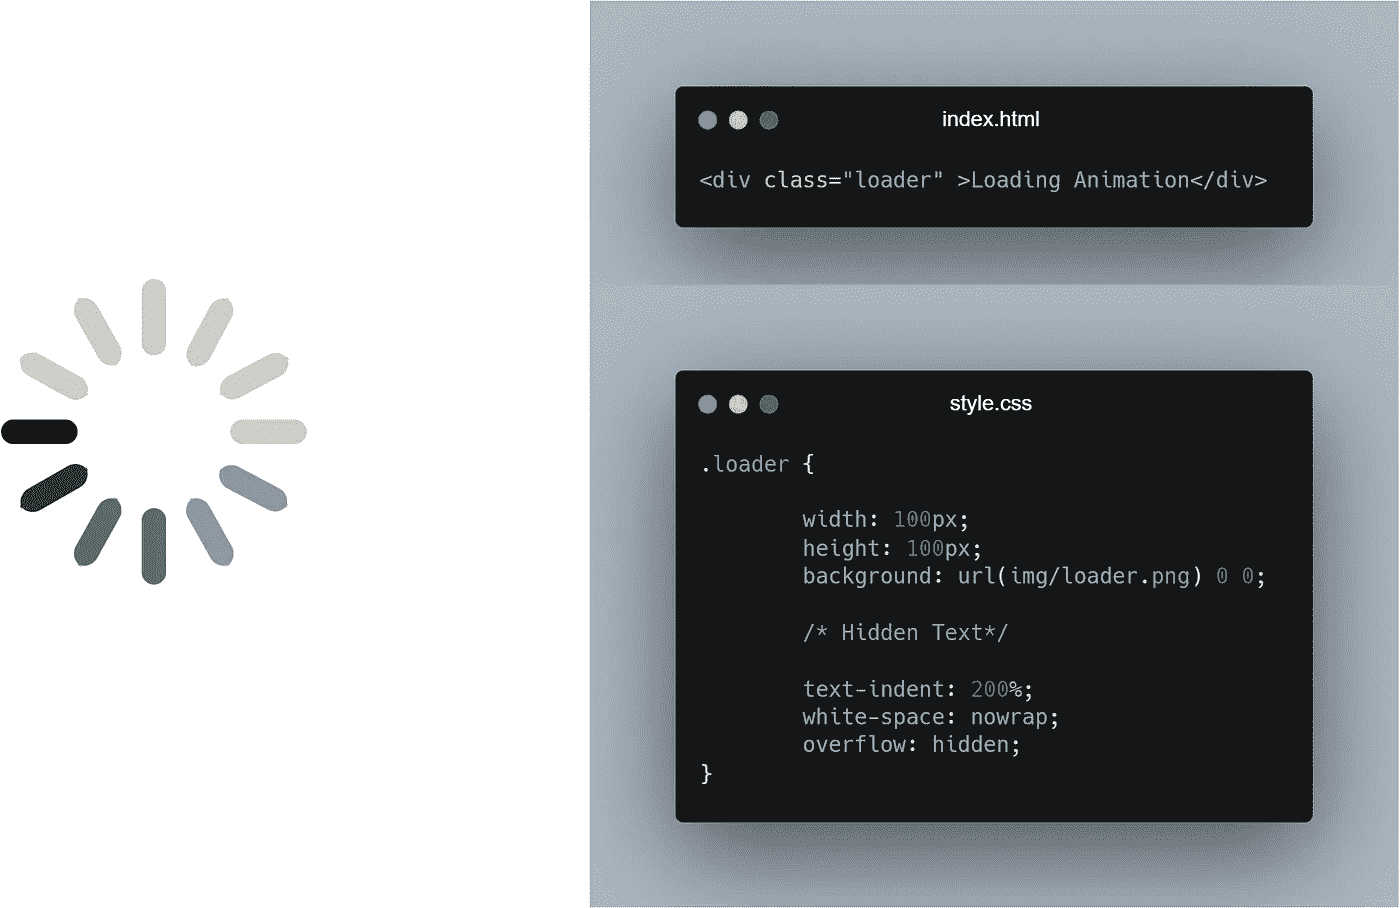 index.html
<div class="loader" >Loading Animation</div>
style.css
.loader {
width: 100px;
height: 100px;
background: url(img/loader.png) 0 0;
/* Hidden Text*/
text-indent: 200%;
white-space: nowrap;
overflow: hidden;
}